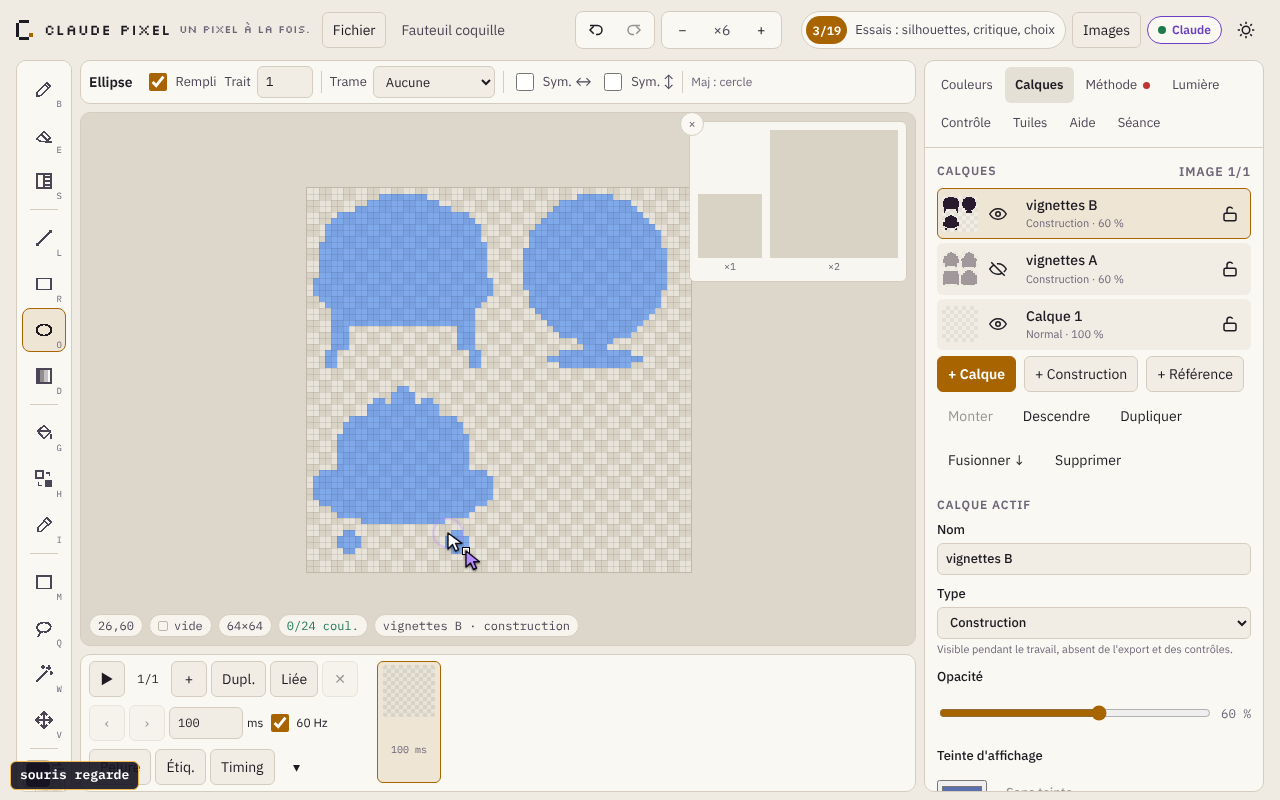 CLAUDE PIXEL UN PIXEL À LA FOIS. Fichier Fauteuil coquille − ×6 + 3/19 Essais : silhouettes, critique, choix Images Claude
Ellipse Rempli Trait 1 Trame Aucune Sym. ↔ Sym. ↕ Maj : cercle
B
E
S
L
R
O
D
G
H
I
M
Q
W
V
×
×1 ×2
26,60 vide 64×64 0/24 coul. vignettes B · construction
1/1 + Dupl. Liée ×
‹ › 100 ms 60 Hz
Étiq. Timing ▼
100 ms
souris regarde
Couleurs Calques Méthode Lumière
Contrôle Tuiles Aide Séance
CALQUES IMAGE 1/1
vignettes B
Construction · 60 %
vignettes A
Construction · 60 %
Calque 1
Normal · 100 %
+ Calque + Construction + Référence
Monter Descendre Dupliquer
Fusionner ↓ Supprimer
CALQUE ACTIF
Nom
vignettes B
Type
Construction
Visible pendant le travail, absent de l'export et des contrôles.
Opacité
60 %
Teinte d'affichage
Sans teinte